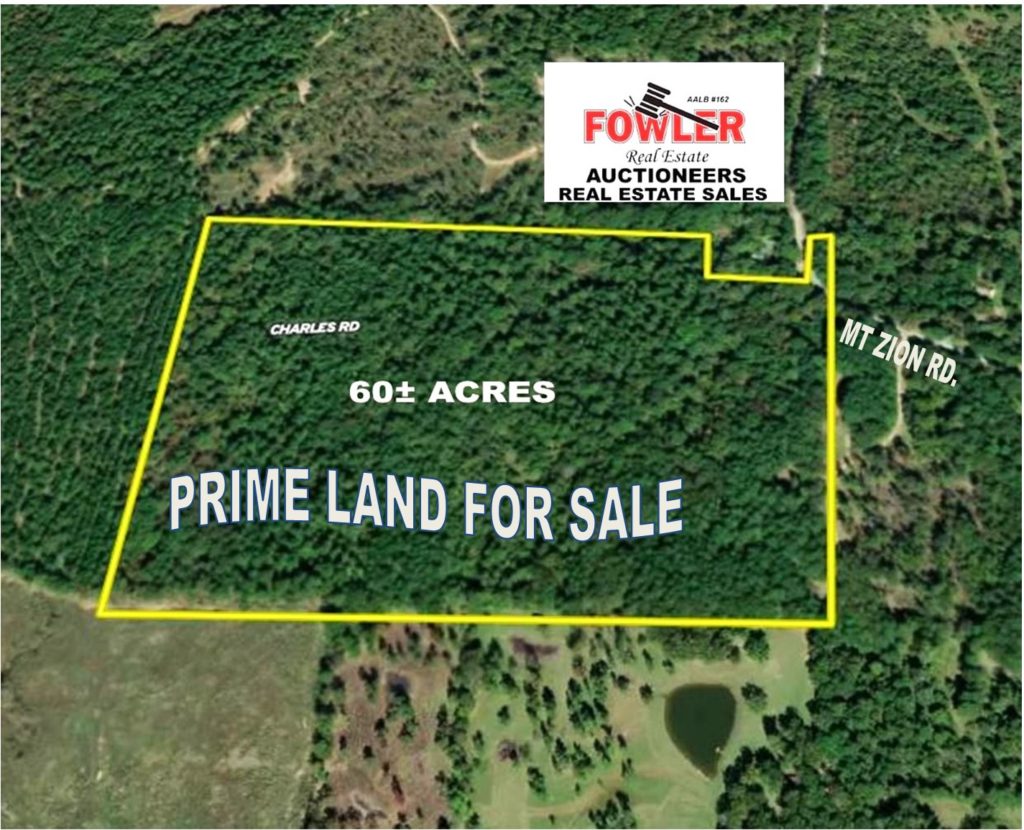 AALB #162
FOWLER
Real Estate
AUCTIONEERS
REAL ESTATE SALES
CHARLES RD
MT ZION RD.
60± ACRES
PRIME LAND FOR SALE